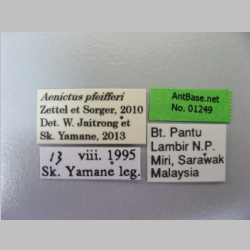 Aenictus pfeifferi
Zettel et Sorger, 2010
Det. W. Jaitrong et
Sk. Yamane, 2013
13 viii. 1995
Sk. Yamane leg.
AntBase.net
No. 01249
Bt. Pantu
Lambir N.P.
Miri, Sarawak
Malaysia